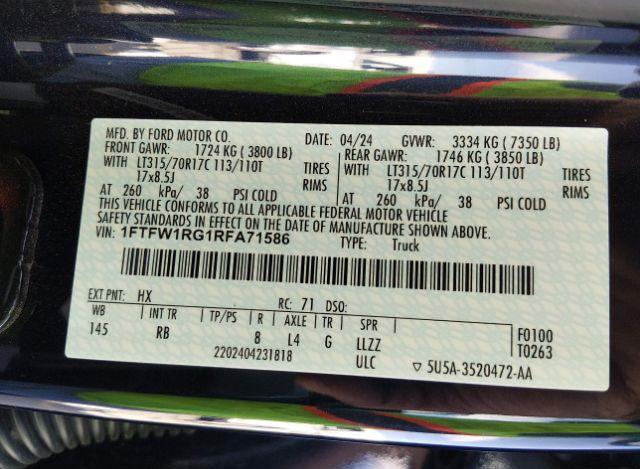 MFD. BY FORD MOTOR CO. DATE: 04/24 GVWR: 3334 KG ( 7350 LB)
FRONT GAWR: 1724 KG ( 3800 LB) REAR GAWR: 1746 KG ( 3850 LB)
WITH LT315/70R17C 113/110T TIRES WITH LT315/70R17C 113/110T TIRES
17x8.5J RIMS 17x8.5J RIMS
AT 260 kPa/ 38 PSI COLD AT 260 kPa/ 38 PSI COLD
THIS VEHICLE CONFORMS TO ALL APPLICABLE FEDERAL MOTOR VEHICLE
SAFETY STANDARDS IN EFFECT ON THE DATE OF MANUFACTURE SHOWN ABOVE.
VIN: 1FTFW1RG1RFA71586 TYPE: Truck
EXT PNT: HX RC: 71 DSO:
WB INT TR TP/PS R AXLE TR SPR
145 RB 8 L4 G LLZZ F0100
2202404231818 ULC T0263
▽ 5U5A-3520472-AA